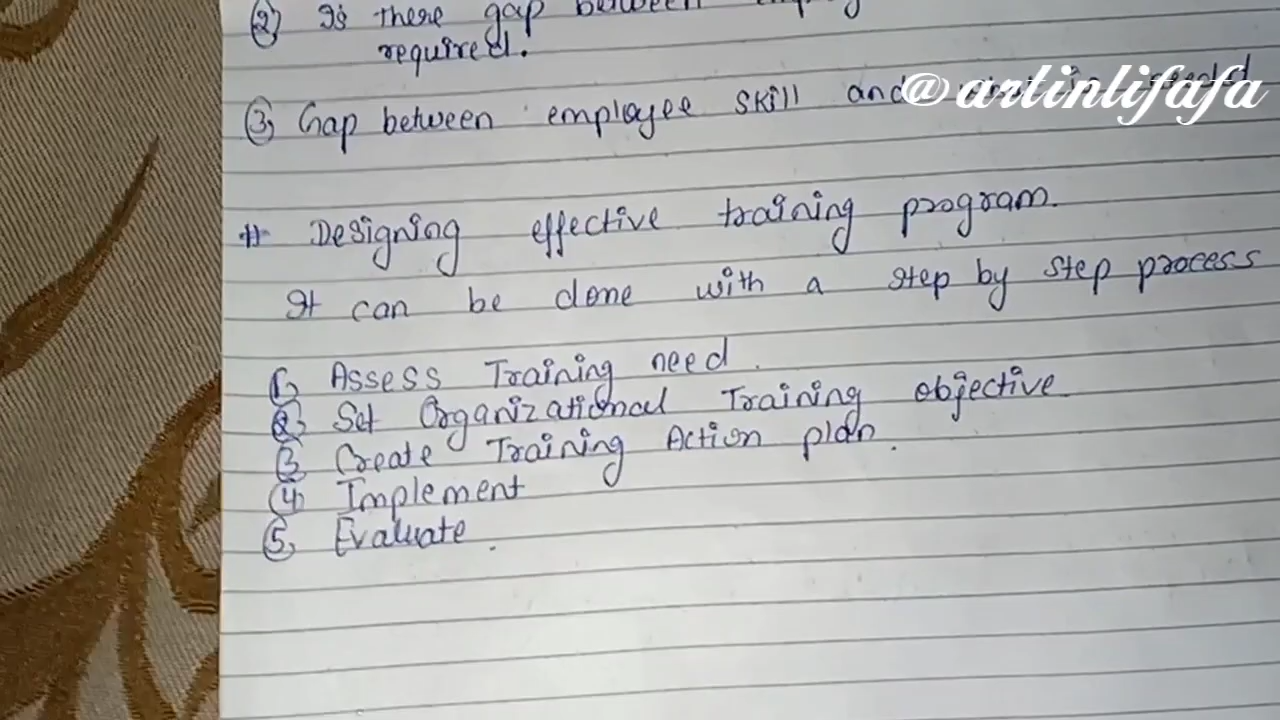 (2) Is there gap between
required.
@artinlifafa
(3) Gap between employee skill and needed
# Designing effective training program.
It can be done with a step by step process
(1) Assess Training need.
(2) Set Organizational Training objective
(3) Create Training Action plan.
(4) Implement
(5) Evaluate.